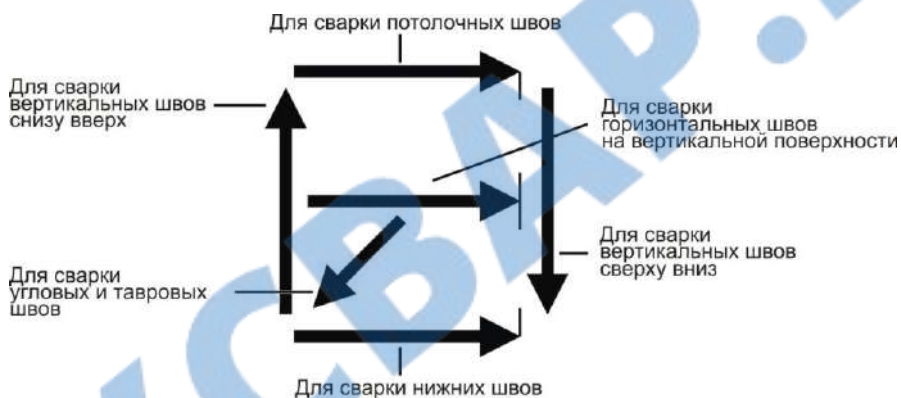 Для сварки потолочных швов
Для сварки
вертикальных швов
снизу вверх
Для сварки
горизонтальных швов
на вертикальной поверхности
Для сварки
вертикальных швов
сверху вниз
Для сварки
угловых и тавровых
швов
Для сварки нижних швов